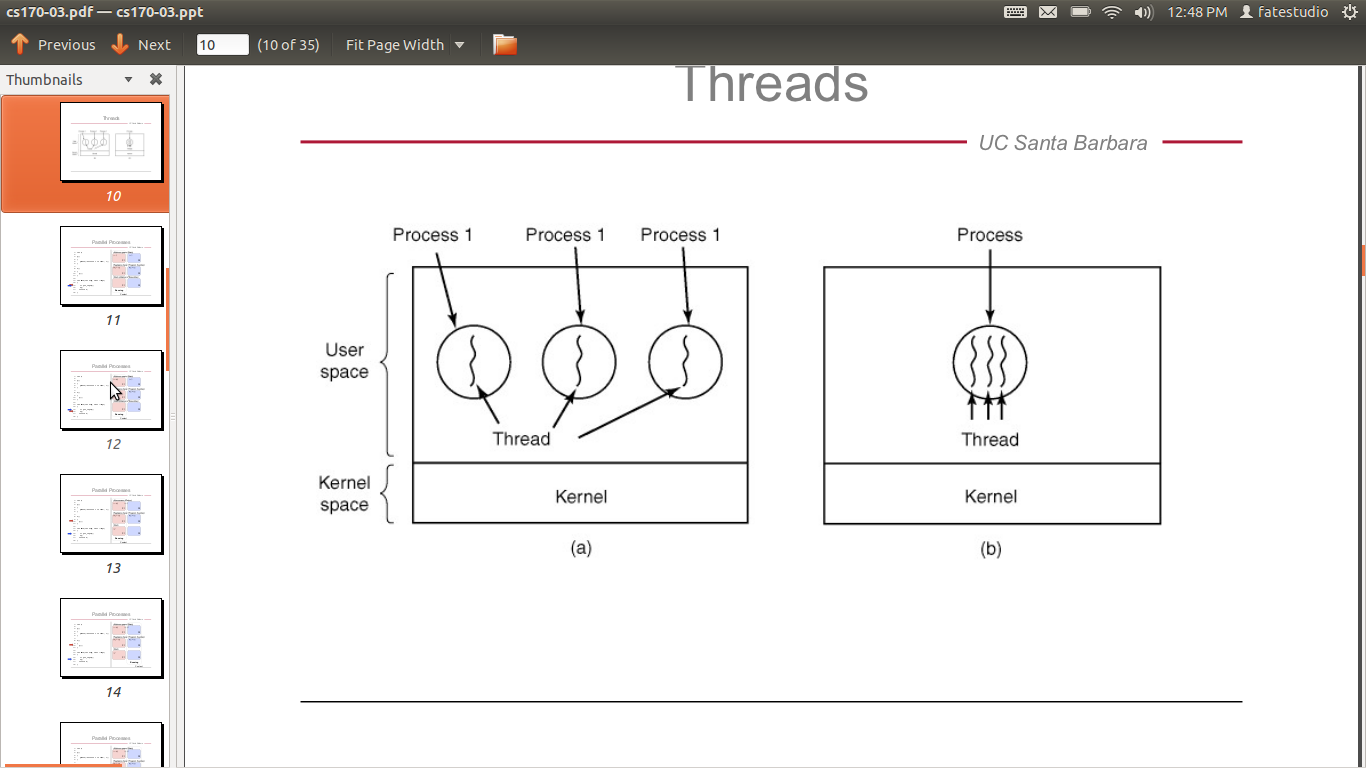 cs170-03.pdf — cs170-03.ppt
12:48 PM
fatestudio
Previous
Next
10
(10 of 35)
Fit Page Width
Thumbnails
10
11
12
13
14
Threads
UC Santa Barbara
Process 1
Process 1
Process 1
Process
User
space
Thread
Thread
Kernel
space
Kernel
Kernel
(a)
(b)
Threads
Parallel Processes
Parallel Processes
Parallel Processes
Parallel Processes
Parallel Processes